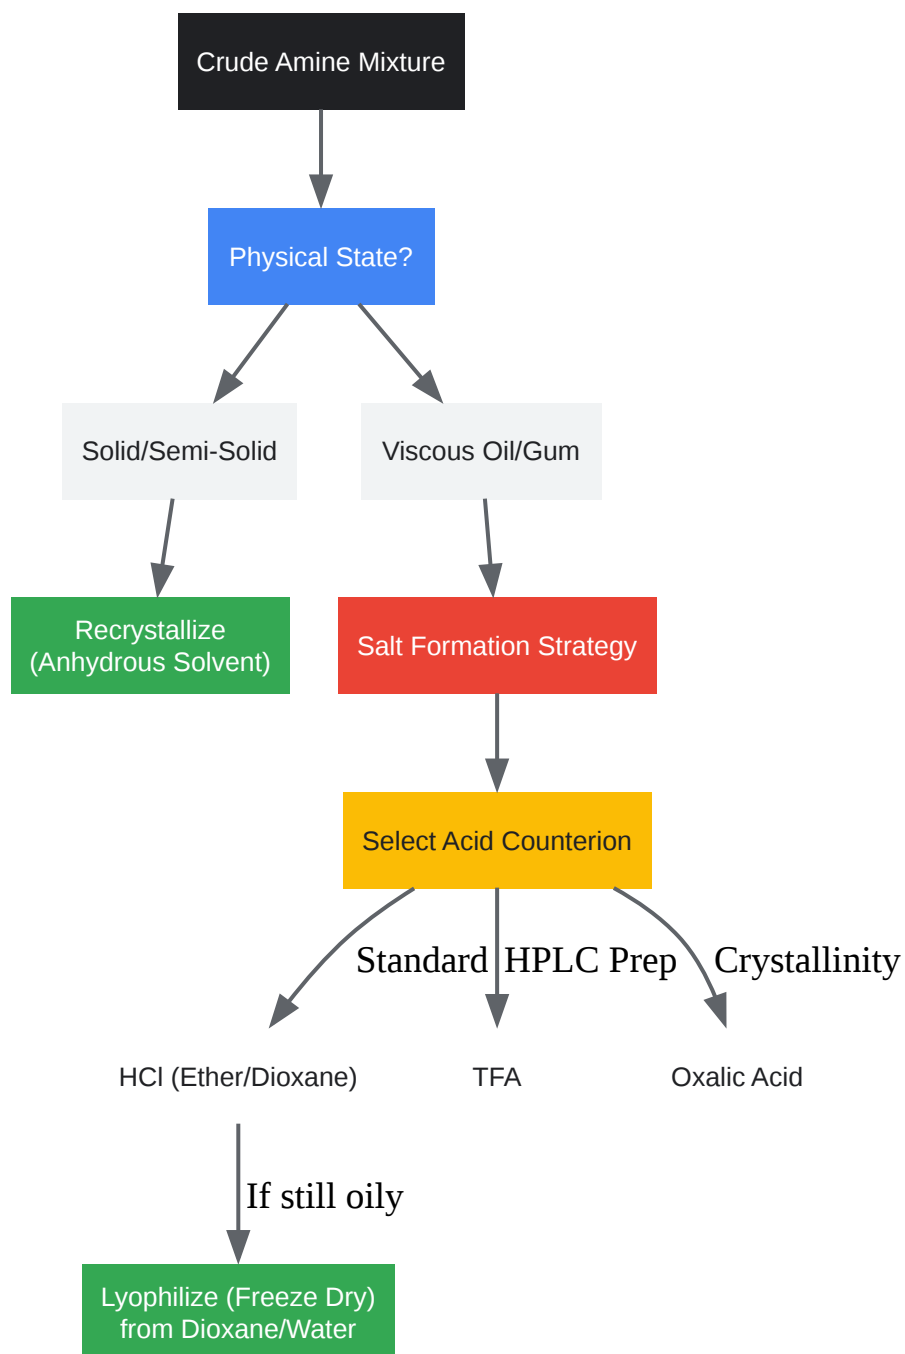 Crude Amine Mixture
Physical State?
Solid/Semi-Solid
Viscous Oil/Gum
Recrystallize
(Anhydrous Solvent)
Salt Formation Strategy
Select Acid Counterion
Standard
HPLC Prep
Crystallinity
HCl (Ether/Dioxane)
TFA
Oxalic Acid
If still oily
Lyophilize (Freeze Dry)
from Dioxane/Water